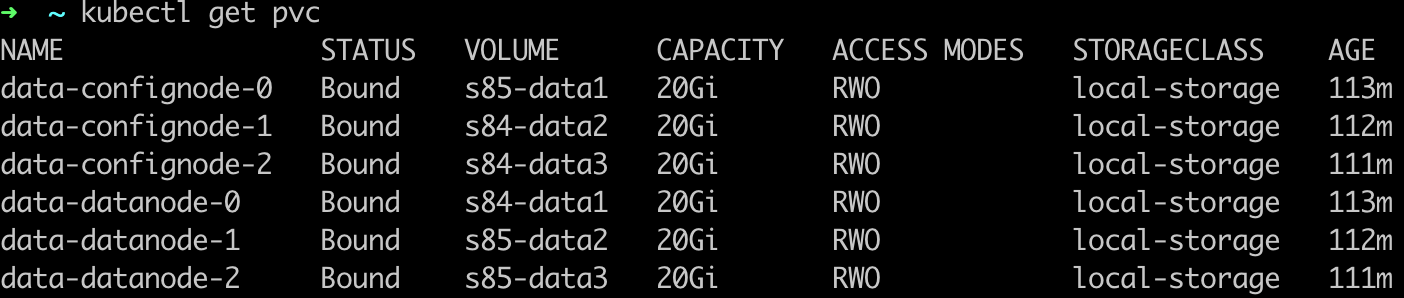 ➜  ~ kubectl get pvc
NAME                STATUS   VOLUME      CAPACITY   ACCESS MODES   STORAGECLASS    AGE
data-confignode-0   Bound    s85-data1   20Gi       RWO            local-storage   113m
data-confignode-1   Bound    s84-data2   20Gi       RWO            local-storage   112m
data-confignode-2   Bound    s84-data3   20Gi       RWO            local-storage   111m
data-datanode-0     Bound    s84-data1   20Gi       RWO            local-storage   113m
data-datanode-1     Bound    s85-data2   20Gi       RWO            local-storage   112m
data-datanode-2     Bound    s85-data3   20Gi       RWO            local-storage   111m